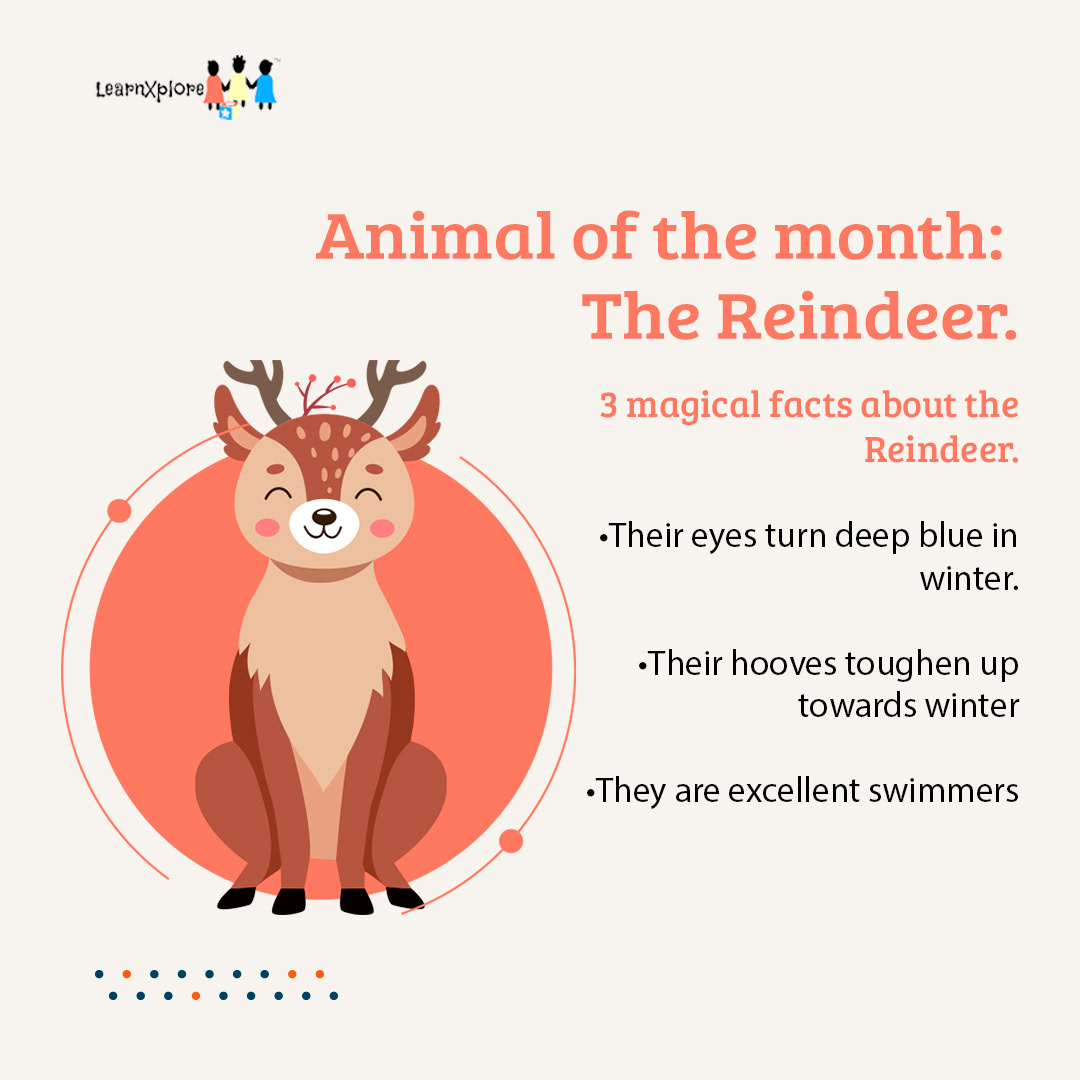 LearnXplore
TM
Animal of the month:
The Reindeer.
3 magical facts about the
Reindeer.
•Their eyes turn deep blue in
winter.
•Their hooves toughen up
towards winter
•They are excellent swimmers